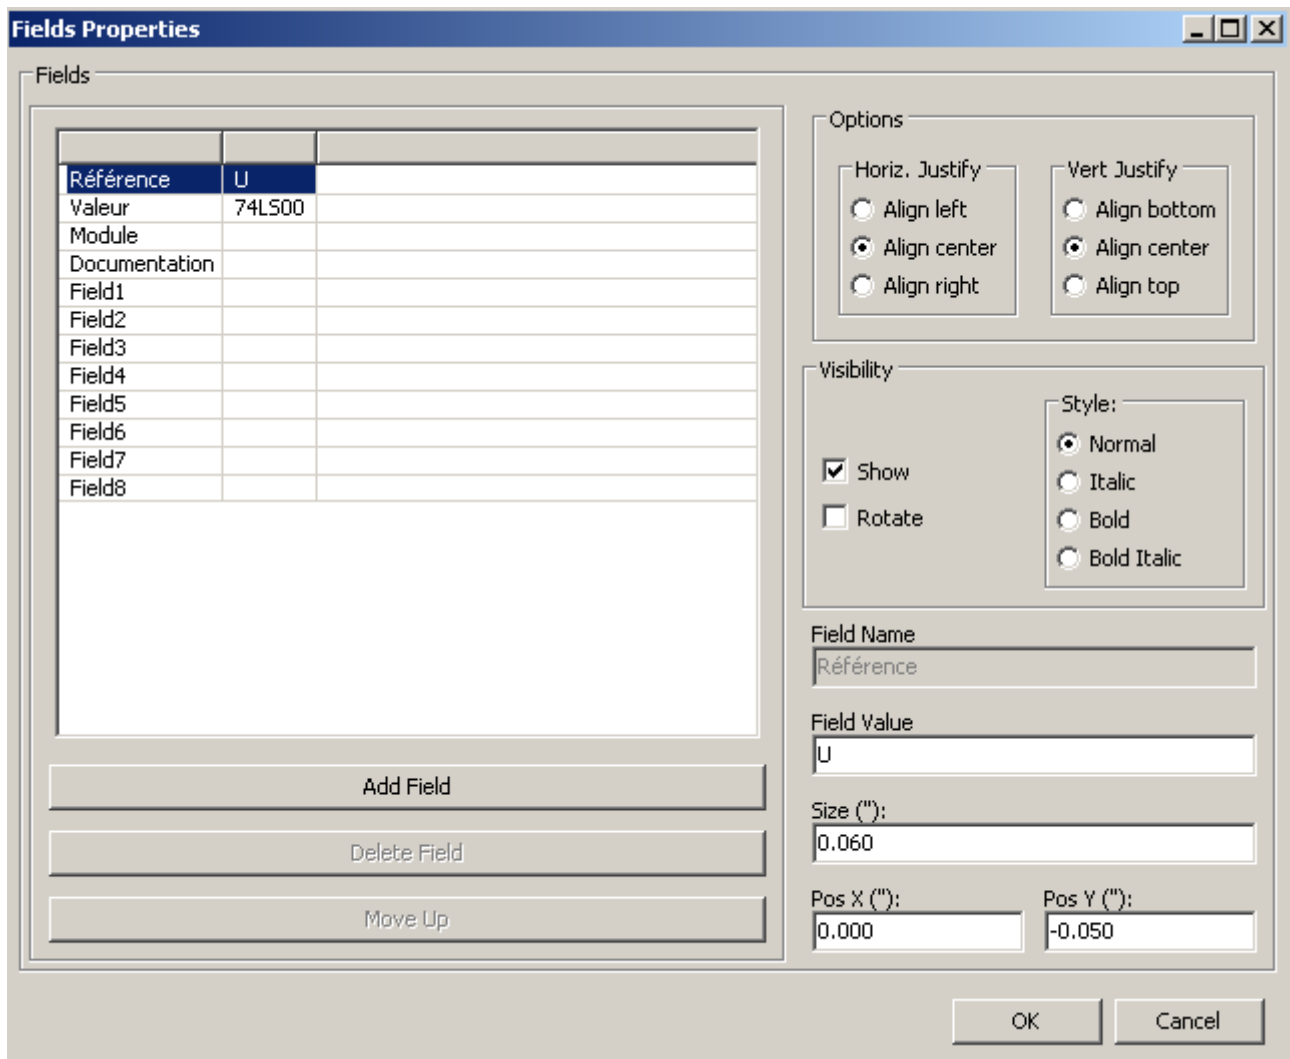 Fields Properties
Fields
Référence U
Valeur 74LS00
Module
Documentation
Field1
Field2
Field3
Field4
Field5
Field6
Field7
Field8
Add Field
Delete Field
Move Up
Options
Horiz. Justify
Align left
Align center
Align right
Vert Justify
Align bottom
Align center
Align top
Visibility
Show
Rotate
Style:
Normal
Italic
Bold
Bold Italic
Field Name
Référence
Field Value
U
Size ("):
0.060
Pos X ("):
0.000
Pos Y ("):
-0.050
OK
Cancel